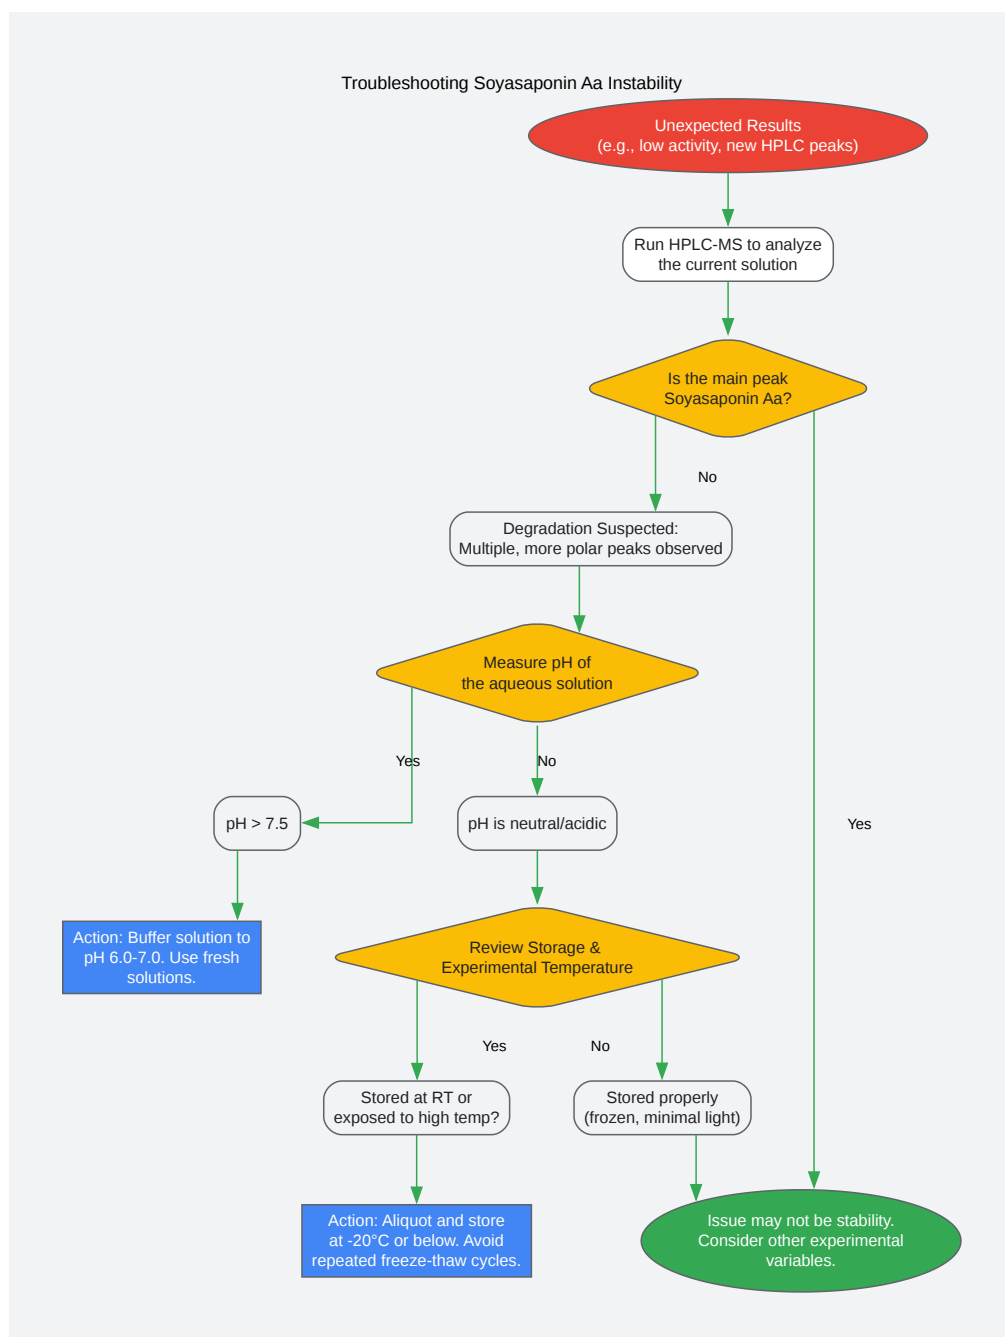 Troubleshooting Soyasaponin Aa Instability
Unexpected Results
(e.g., low activity, new HPLC peaks)
Run HPLC-MS to analyze
the current solution
Is the main peak
Soyasaponin Aa?
No
Degradation Suspected:
Multiple, more polar peaks observed
Measure pH of
the aqueous solution
Yes
No
pH > 7.5
pH is neutral/acidic
Yes
Action: Buffer solution to
pH 6.0-7.0. Use fresh
solutions.
Review Storage &
Experimental Temperature
Yes
No
Stored at RT or
exposed to high temp?
Stored properly
(frozen, minimal light)
Action: Aliquot and store
at -20°C or below. Avoid
repeated freeze-thaw cycles.
Issue may not be stability.
Consider other experimental
variables.